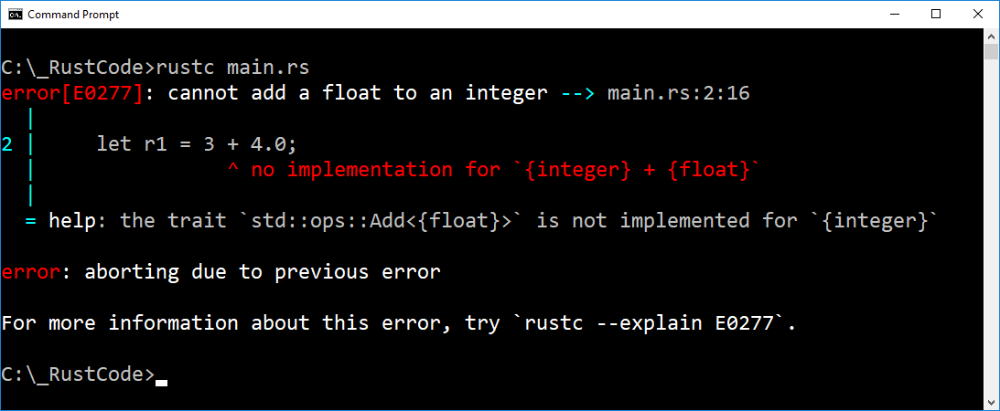 Command Prompt
C:\_RustCode>rustc main.rs
error[E0277]: cannot add a float to an integer --> main.rs:2:16
  |
2 |     let r1 = 3 + 4.0;
  |                ^ no implementation for `{integer} + {float}`
  |
  = help: the trait `std::ops::Add<{float}>` is not implemented for `{integer}`
error: aborting due to previous error
For more information about this error, try `rustc --explain E0277`.
C:\_RustCode>